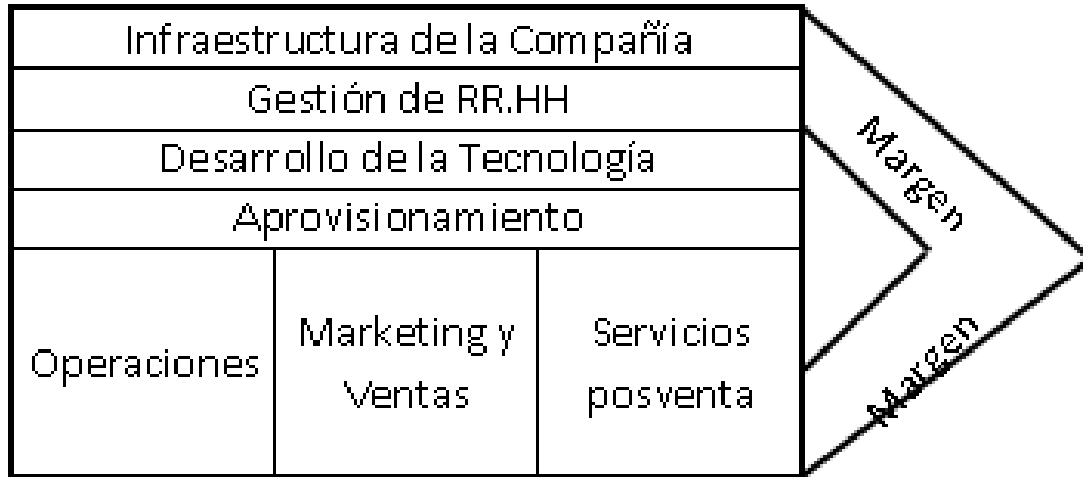 Infraestructura de la Compañía
Gestión de RR.HH
Desarrollo de la Tecnología
Aprovisionamiento
Operaciones
Marketing y
Ventas
Servicios
posventa
Margen
Margen